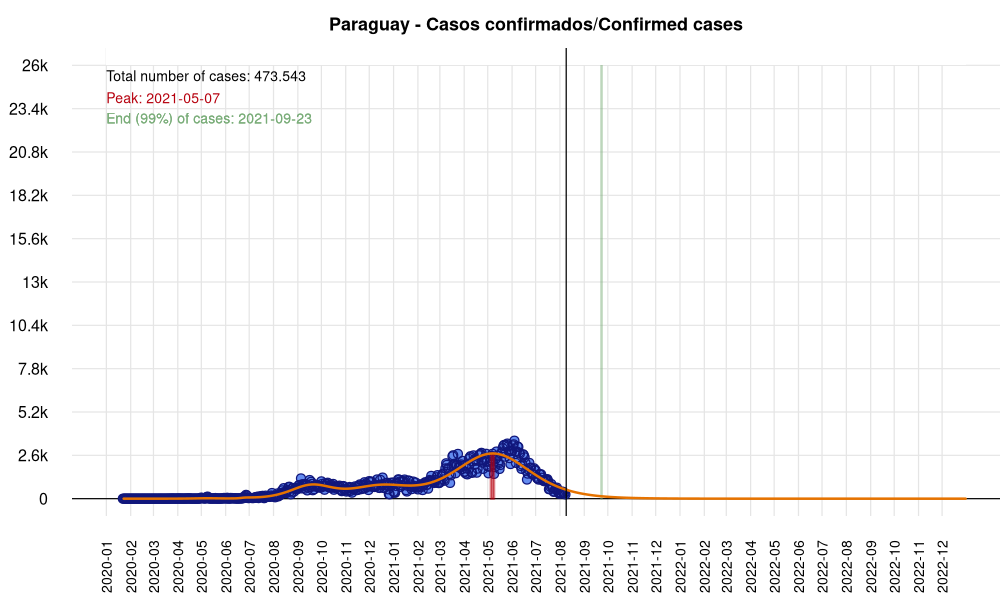 Paraguay - Casos confirmados/Confirmed cases
26k
Total number of cases: 473.543
Peak: 2021-05-07
23.4k
End (99%) of cases: 2021-09-23
20.8k
18.2k
15.6k
13k
10.4k
7.8k
5.2k
2.6k
0
2020-01
2020-02
2020-03
2020-04
2020-05
2020-06
2020-07
2020-08
2020-09
2020-10
2020-11
2020-12
2021-01
2021-02
2021-03
2021-04
2021-05
2021-06
2021-07
2021-08
2021-09
2021-10
2021-11
2021-12
2022-01
2022-02
2022-03
2022-04
2022-05
2022-06
2022-07
2022-08
2022-09
2022-10
2022-11
2022-12